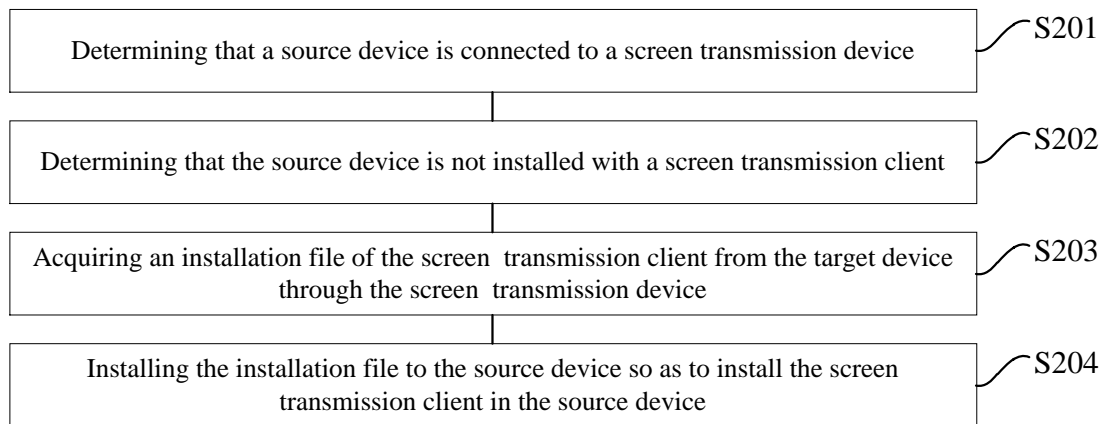 Determining that a source device is connected to a screen transmission device
S201
Determining that the source device is not installed with a screen transmission client
S202
Acquiring an installation file of the screen transmission client from the target device
through the screen transmission device
S203
Installing the installation file to the source device so as to install the screen
transmission client in the source device
S204